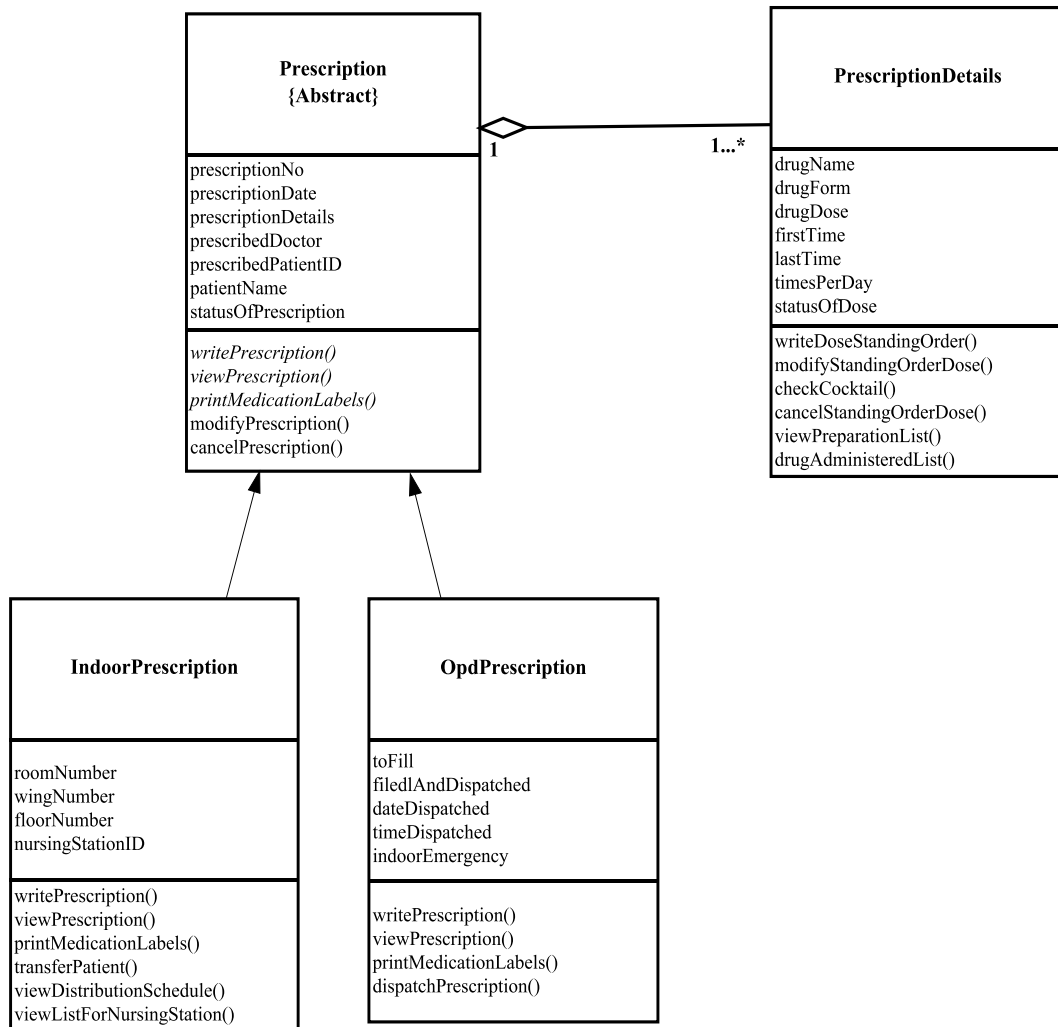 Prescription
{Abstract}
prescriptionNo
prescriptionDate
prescriptionDetails
prescribedDoctor
prescribedPatientID
patientName
statusOfPrescription
writePrescription()
viewPrescription()
printMedicationLabels()
modifyPrescription()
cancelPrescription()
1
1...*
PrescriptionDetails
drugName
drugForm
drugDose
firstTime
lastTime
timesPerDay
statusOfDose
writeDoseStandingOrder()
modifyStandingOrderDose()
checkCocktail()
cancelStandingOrderDose()
viewPreparationList()
drugAdministeredList()
IndoorPrescription
roomNumber
wingNumber
floorNumber
nursingStationID
writePrescription()
viewPrescription()
printMedicationLabels()
transferPatient()
viewDistributionSchedule()
viewListForNursingStation()
OpdPrescription
toFill
filedlAndDispatched
dateDispatched
timeDispatched
indoorEmergency
writePrescription()
viewPrescription()
printMedicationLabels()
dispatchPrescription()